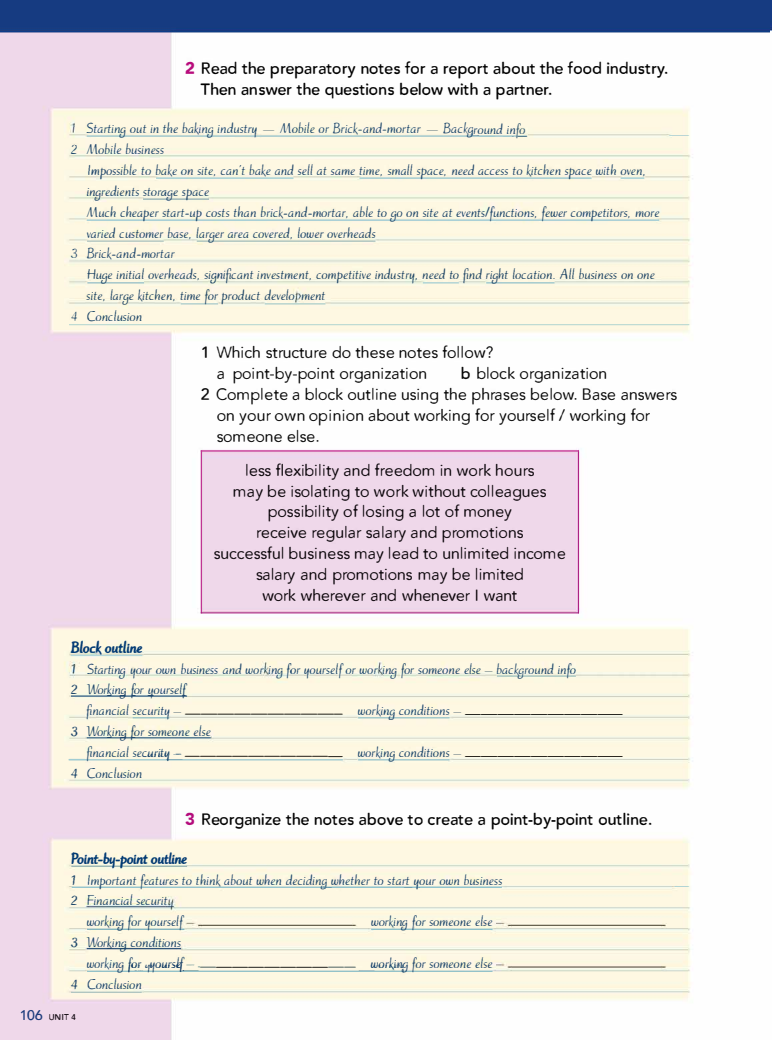 2 Read the preparatory notes for a report about the food industry.
Then answer the questions below with a partner.
1 Starting out in the baking industry – Mobile or Brick-and-mortar – Background info
2 Mobile business
Impossible to bake on site, can't bake and sell at same time, small space, need access to kitchen space with oven,
ingredients storage space
Much cheaper start-up costs than brick-and-mortar, able to go on site at events/functions, fewer competitors, more
varied customer base, larger area covered, lower overheads
3 Brick-and-mortar
Huge initial overheads, significant investment, competitive industry, need to find right location. All business on one
site, large kitchen, time for product development
4 Conclusion
1 Which structure do these notes follow?
a point-by-point organization b block organization
2 Complete a block outline using the phrases below. Base answers
on your own opinion about working for yourself / working for
someone else.
less flexibility and freedom in work hours
may be isolating to work without colleagues
possibility of losing a lot of money
receive regular salary and promotions
successful business may lead to unlimited income
salary and promotions may be limited
work wherever and whenever I want
Block outline
1 Starting your own business and working for yourself or working for someone else – background info
2 Working for yourself
financial security – ____________ working conditions – ____________
3 Working for someone else
financial security – ____________ working conditions – ____________
4 Conclusion
3 Reorganize the notes above to create a point-by-point outline.
Point-by-point outline
1 Important features to think about when deciding whether to start your own business
2 Financial security
working for yourself – ____________ working for someone else – ____________
3 Working conditions
working for yourself – ____________ working for someone else – ____________
4 Conclusion
106 UNIT 4